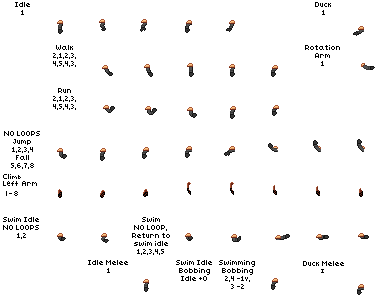 Idle
1
Duck
1
Walk
2,1,2,3,
4,5,4,3,
Rotation
Arm
1
Run
2,1,2,3,
4,5,4,3,
NO LOOPS
Jump
1,2,3,4
Fall
5,6,7,8
Climb
Left Arm
1-8
Swim Idle
NO LOOPS
1,2
Swim
NO LOOP,
Return to
swim idle
1,2,3,4,5
Swim Idle
Bobbing
Idle +0
Swimming
Bobbing
2,4 -1v,
3 -2
Idle Melee
1
Duck Melee
1